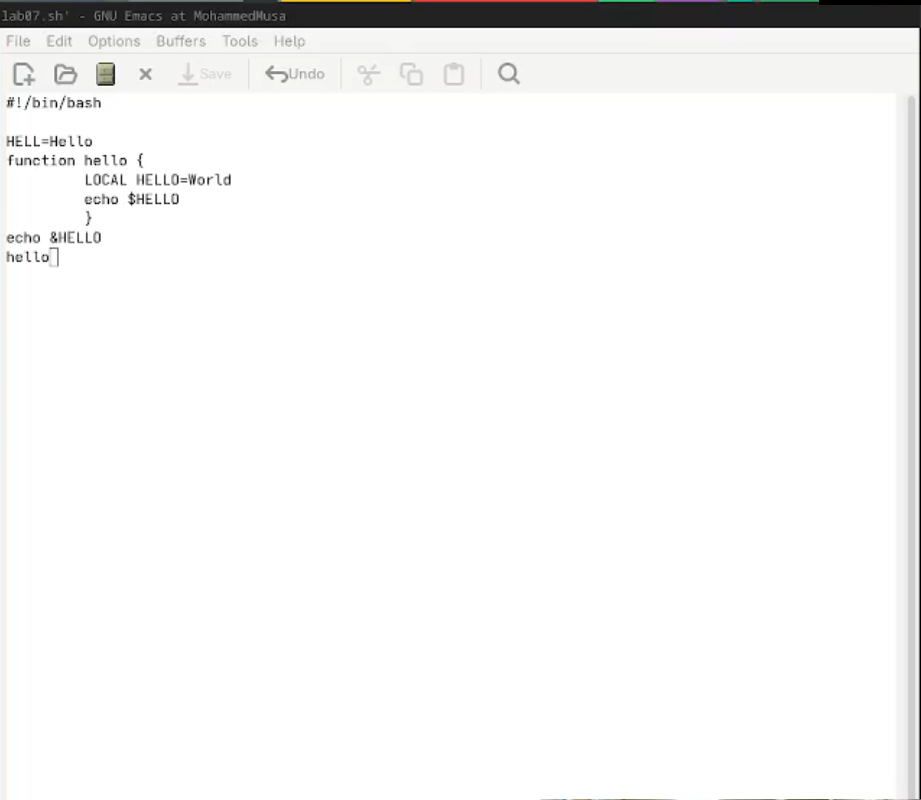 lab07.sh' - GNU Emacs at MohammedMusa
File Edit Options Buffers Tools Help
Save Undo
#!/bin/bash
HELL=Hello
function hello {
LOCAL HELLO=World
echo $HELLO
}
echo &HELLO
hello